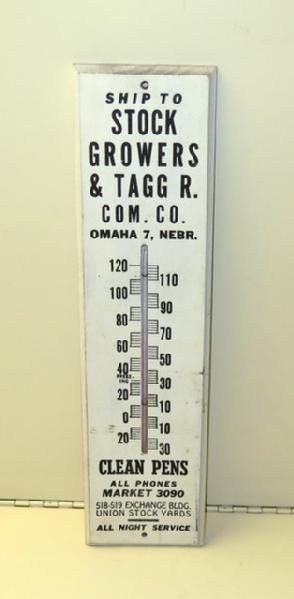 SHIP TO
STOCK
GROWERS
& TAGG R.
COM. CO.
OMAHA 7, NEBR.
120
110
100
90
80
70
60
50
40
FREEZ-
ING
30
20
10
0
10
20
30
CLEAN PENS
ALL PHONES
MARKET 3090
518-519 EXCHANGE BLDG.
UNION STOCK YARDS
ALL NIGHT SERVICE